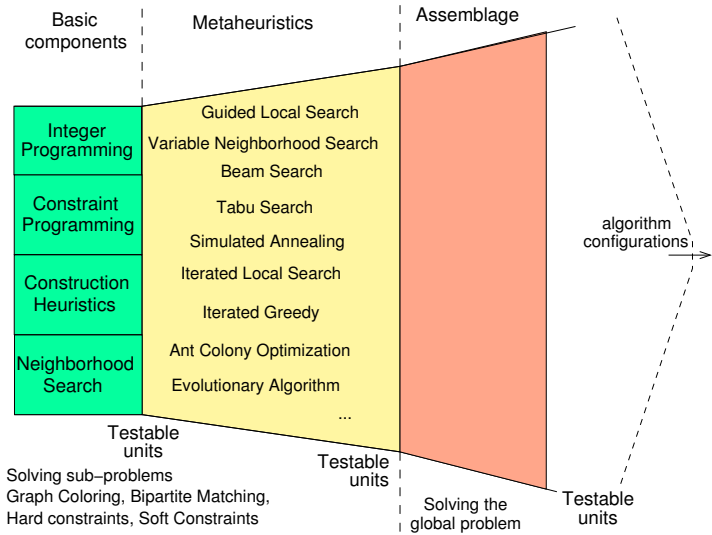 Basic
components
Metaheuristics
Assemblage
Integer
Programming
Constraint
Programming
Construction
Heuristics
Neighborhood
Search
Guided Local Search
Variable Neighborhood Search
Beam Search
Tabu Search
Simulated Annealing
Iterated Local Search
Iterated Greedy
Ant Colony Optimization
Evolutionary Algorithm
...
algorithm
configurations
Testable
units
Testable
units
Testable
units
Solving sub−problems
Graph Coloring, Bipartite Matching,
Hard constraints, Soft Constraints
Solving the
global problem